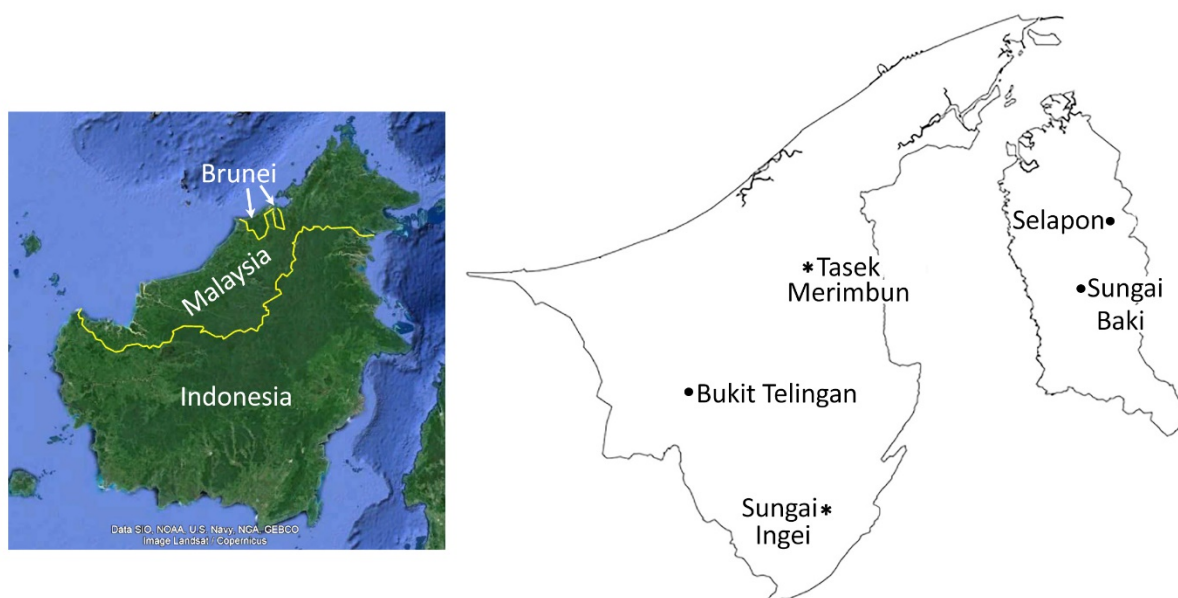 Brunei
Malaysia
Indonesia
Data SIO, NOAA, U.S. Navy, NGA, GEBCO
Image Landsat / Copernicus
Selapon
*Tasek
Merimbun
Sungai
Baki
Bukit Telingan
Sungai*
Ingei